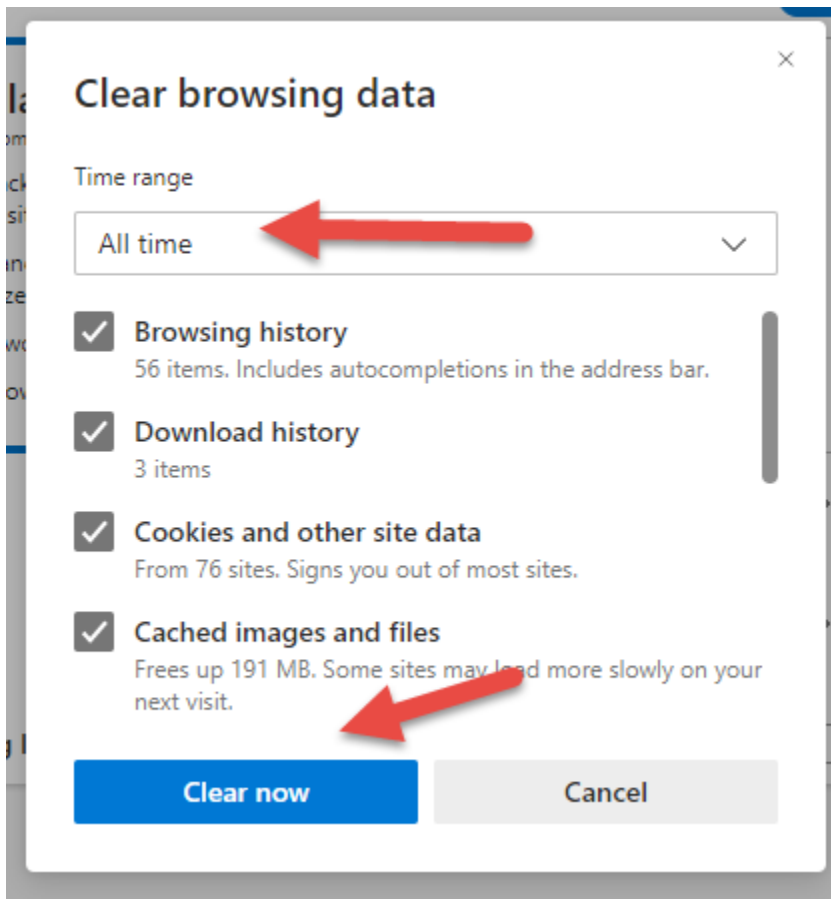 Clear browsing data
Time range
All time
Browsing history
56 items. Includes autocompletions in the address bar.
Download history
3 items
Cookies and other site data
From 76 sites. Signs you out of most sites.
Cached images and files
Frees up 191 MB. Some sites may load more slowly on your
next visit.
Clear now
Cancel